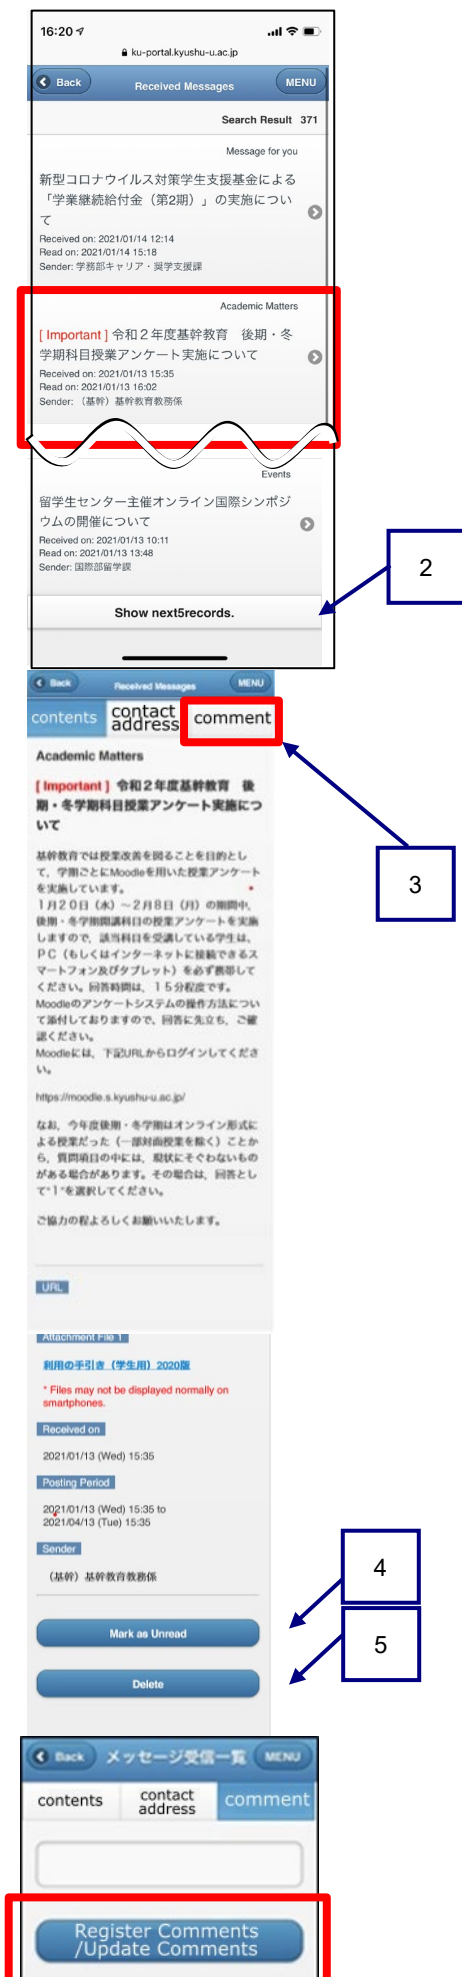 16:20
ku-portal.kyushu-u.ac.jp
Back
Received Messages
MENU
Search Result 371
Message for you
新型コロナウイルス対策学生支援基金による
「学業継続給付金（第2期）」の実施につい
て
Received on: 2021/01/14 12:14
Read on: 2021/01/14 15:18
Sender: 学務部キャリア・奨学支援課
Academic Matters
[ Important ] 令和２年度基幹教育　後期・冬
学期科目授業アンケート実施について
Received on: 2021/01/13 15:35
Read on: 2021/01/13 16:02
Sender: （基幹）基幹教育教務係
Events
留学生センター主催オンライン国際シンポジ
ウムの開催について
Received on: 2021/01/13 10:11
Read on: 2021/01/13 13:48
Sender: 国際部留学課
2
Show next5records.
Back
Received Messages
MENU
contents
contact address
comment
3
Academic Matters
[ Important ] 令和２年度基幹教育　後
期・冬学期科目授業アンケート実施につ
いて
基幹教育では授業改善を図ることを目的とし
て、学期ごとにMoodleを用いた授業アンケート
を実施しています。
１月２０日（水）～２月８日（月）の期間中、
後期・冬学期開講科目の授業アンケートを実施
しますので、該当科目を受講している学生は、
ＰＣ（もしくはインターネットに接続できるス
マートフォン及びタブレット）を必ず携帯して
ください。回答時間は、１５分程度です。
Moodleのアンケートシステムの操作方法につい
て添付しておりますので、回答に先立ち、ご確
認ください。
Moodleには、下記URLからログインしてくださ
い。
https://moodle.s.kyushu-u.ac.jp/
なお、今年度後期・冬学期はオンライン形式に
よる授業だった（一部対面授業を除く）ことか
ら、質問項目の中には、現状にそぐわないもの
がある場合があります。その場合は、回答とし
て"１"を選択してください。
ご協力の程よろしくお願いいたします。
URL
Attachment File 1
利用の手引き（学生用）2020版
* Files may not be displayed normally on
smartphones.
Received on
2021/01/13 (Wed) 15:35
Posting Period
2021/01/13 (Wed) 15:35 to
2021/04/13 (Tue) 15:35
Sender
（基幹）基幹教育教務係
4
Mark as Unread
5
Delete
Back
メッセージ受信一覧
MENU
contents
contact address
comment
Register Comments
/Update Comments